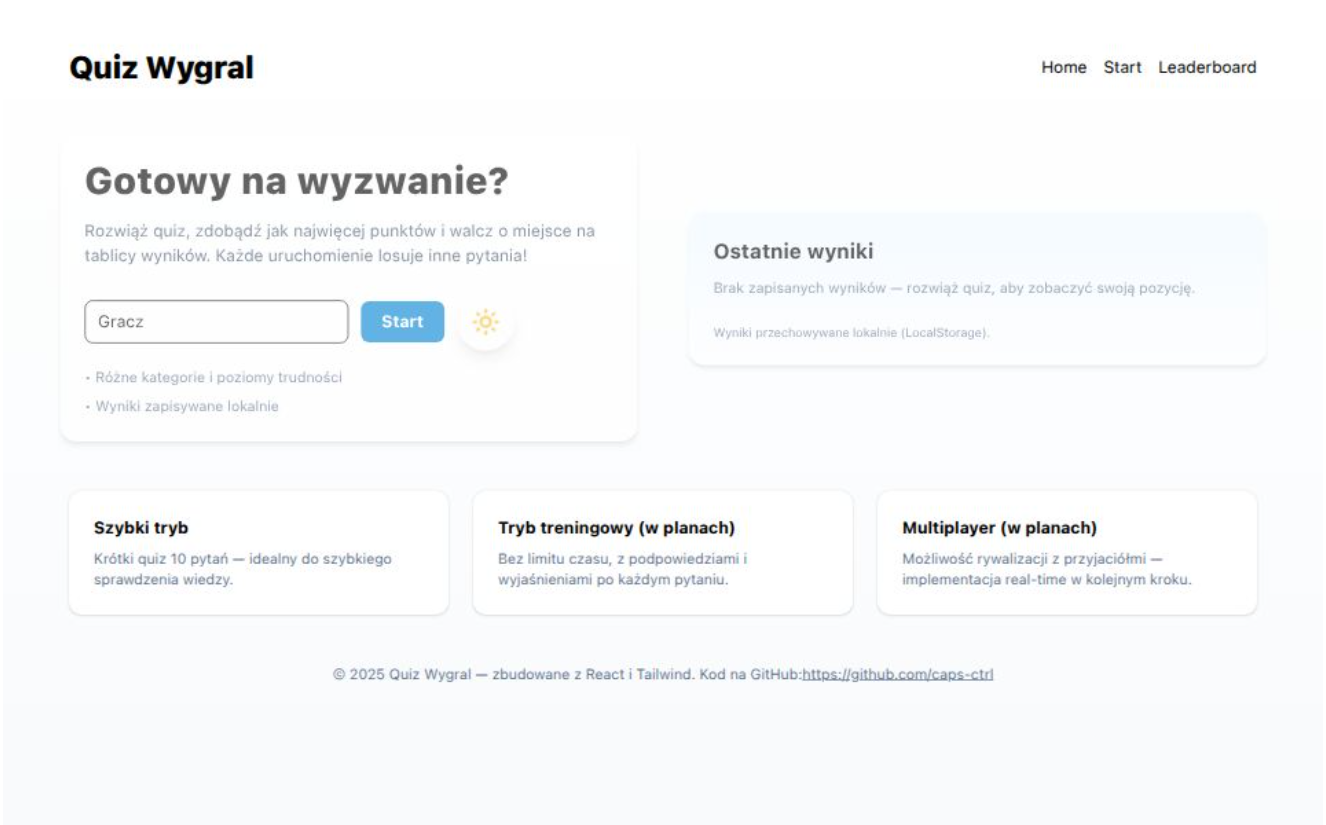 Quiz Wygral
Home Start Leaderboard
Gotowy na wyzwanie?
Rozwiąż quiz, zdobądź jak najwięcej punktów i walcz o miejsce na
tablicy wyników. Każde uruchomienie losuje inne pytania!
Gracz
Start
• Różne kategorie i poziomy trudności
• Wyniki zapisywane lokalnie
Ostatnie wyniki
Brak zapisanych wyników — rozwiąż quiz, aby zobaczyć swoją pozycję.
Wyniki przechowywane lokalnie (LocalStorage).
Szybki tryb
Krótki quiz 10 pytań — idealny do szybkiego
sprawdzenia wiedzy.
Tryb treningowy (w planach)
Bez limitu czasu, z podpowiedziami i
wyjaśnieniami po każdym pytaniu.
Multiplayer (w planach)
Możliwość rywalizacji z przyjaciółmi —
implementacja real-time w kolejnym kroku.
© 2025 Quiz Wygral — zbudowane z React i Tailwind. Kod na GitHub:https://github.com/caps-ctrl